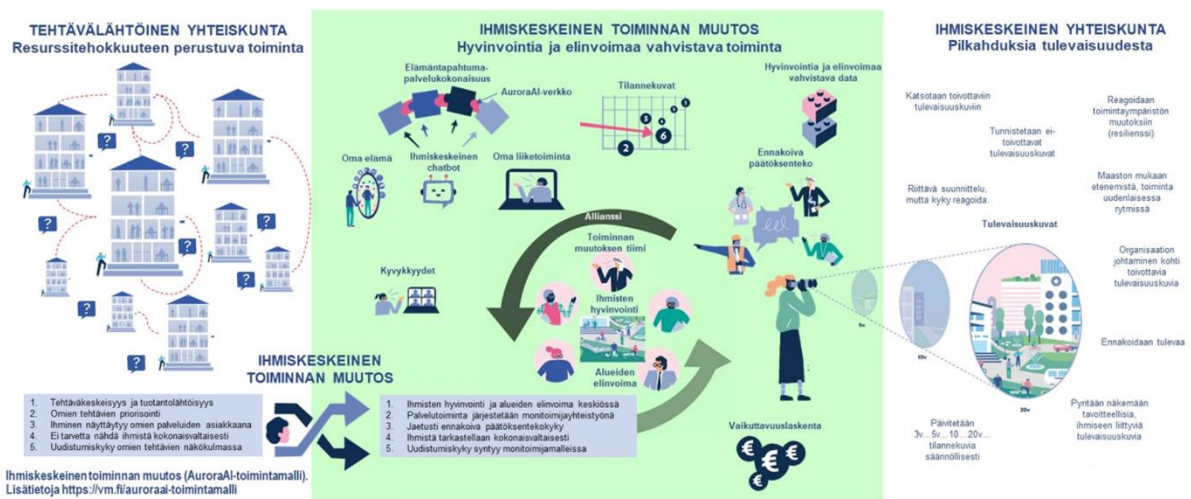 TEHTÄVÄLÄHTÖINEN YHTEISKUNTA
Resurssitehokkuuteen perustuva toiminta
?
?
?
?
?
?
?
IHMISKESKEINEN
TOIMINNAN MUUTOS
1. Tehtäväkeskeisyys ja tuotantolähtöisyys
2. Omien tehtävien priorisointi
3. Ihminen näyttäytyy omien palveluiden asiakkaana
4. Ei tarvetta nähdä ihmistä kokonaisvaltaisesti
5. Uudistumiskyky omien tehtävien näkökulmassa
Ihmiskeskeinen toiminnan muutos (AuroraAI-toimintamalli).
Lisätietoja https://vm.fi/auroraai-toimintamalli
IHMISKESKEINEN TOIMINNAN MUUTOS
Hyvinvointia ja elinvoimaa vahvistava toiminta
Elämäntapahtuma-
palvelukokonaisuus
AuroraAI-verkko
Tilannekuvat
1
5
3
4
6
2
Hyvinvointia ja elinvoimaa
vahvistava data
Oma elämä
Ihmiskeskeinen
chatbot
Oma liiketoiminta
Ennakoiva
päätöksenteko
Allianssi
Toiminnan
muutoksen tiimi
Kyvykkyydet
Ihmisten
hyvinvointi
Alueiden
elinvoima
1. Ihmisten hyvinvointi ja alueiden elinvoima keskiössä
2. Palvelutoiminta järjestetään monitoimijayhteistyönä
3. Jaetusti ennakoiva päätöksentekokyky
4. Ihmistä tarkastellaan kokonaisvaltaisesti
5. Uudistumiskyky syntyy monitoimijamalleissa
Vaikuttavuuslaskenta
€ € € €
IHMISKESKEINEN YHTEISKUNTA
Pilkahduksia tulevaisuudesta
Katsotaan toivottaviin
tulevaisuuskuviin
Reagoidaan
toimintaympäristön
muutoksiin
(resilienssi)
Tunnistetaan ei-
toivottavat
tulevaisuuskuvat
Riittävä suunnittelu,
mutta kyky reagoida.
Maaston mukaan
etenemistä, toiminta
uudenlaisessa
rytmissä
Tulevaisuuskuvat
Organisaation
johtaminen kohti
toivottavia
tulevaisuuskuvia
5v
10v
20v
Ennakoidaan tulevaa
Pyritään näkemään
tavoitteellisia,
ihmiseen liittyviä
tulevaisuuskuvia
Päivitetään
3v…5v…10…20v…
tilannekuvia
säännöllisesti